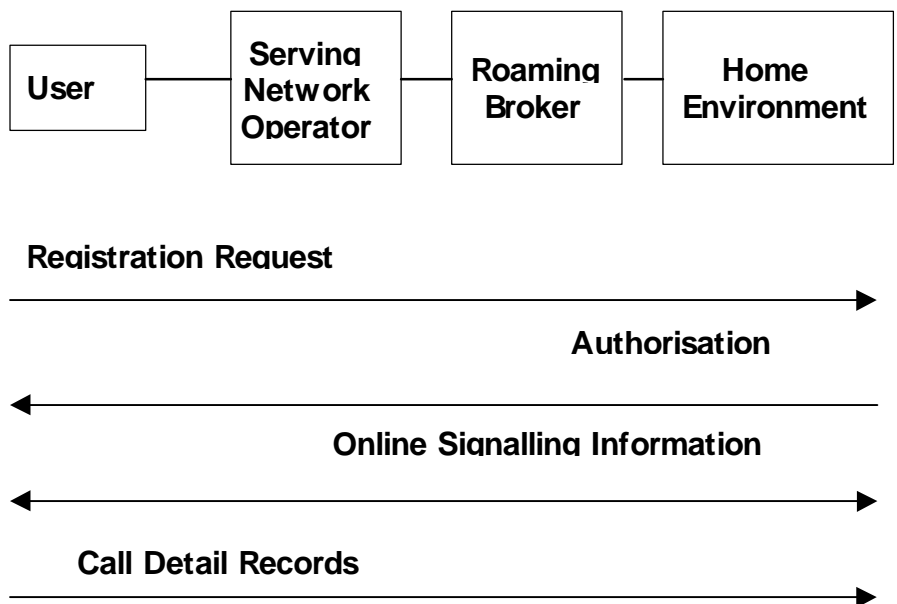 User
Serving
Network
Operator
Roaming
Broker
Home
Environment
Registration Request
Authorisation
Online Signalling Information
Call Detail Records